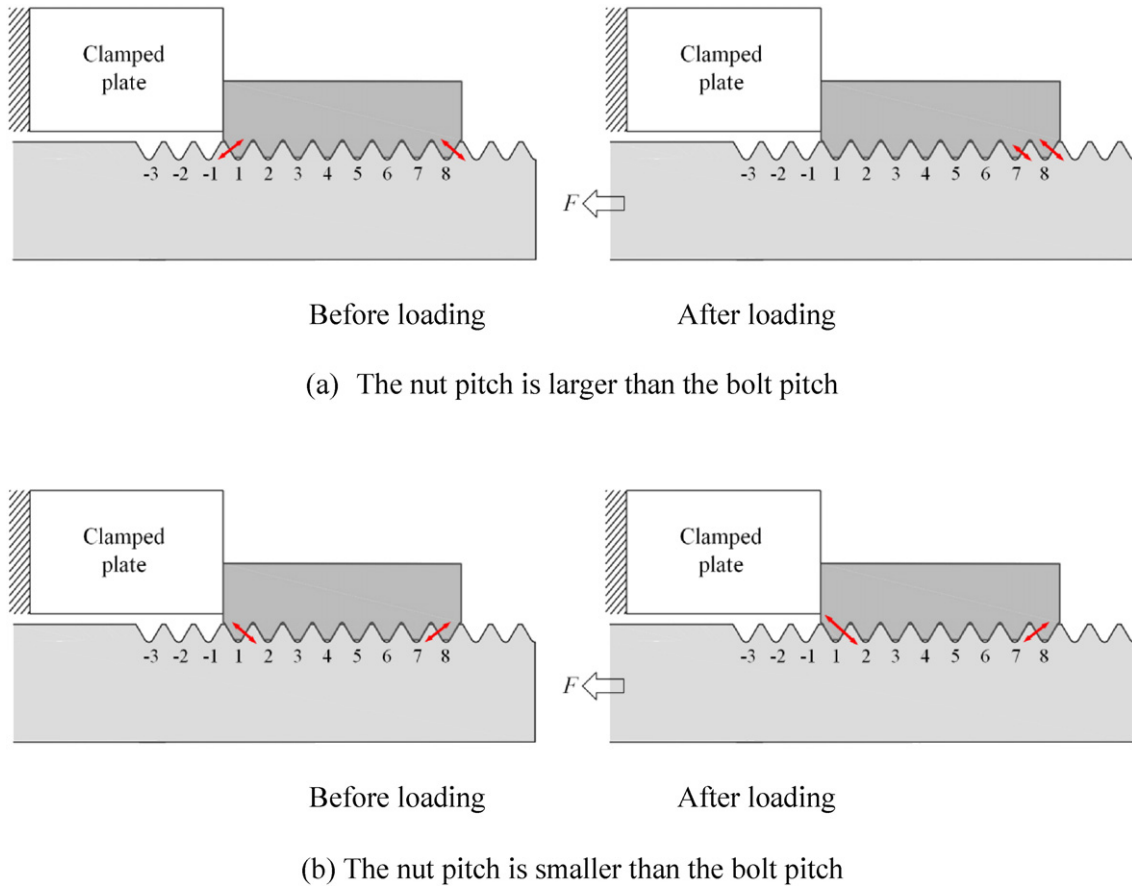 Clamped
plate
Clamped
plate
-3 -2 -1 1 2 3 4 5 6 7 8
-3 -2 -1 1 2 3 4 5 6 7 8
F
Before loading
After loading
(a) The nut pitch is larger than the bolt pitch
Clamped
plate
Clamped
plate
-3 -2 -1 1 2 3 4 5 6 7 8
-3 -2 -1 1 2 3 4 5 6 7 8
F
Before loading
After loading
(b) The nut pitch is smaller than the bolt pitch